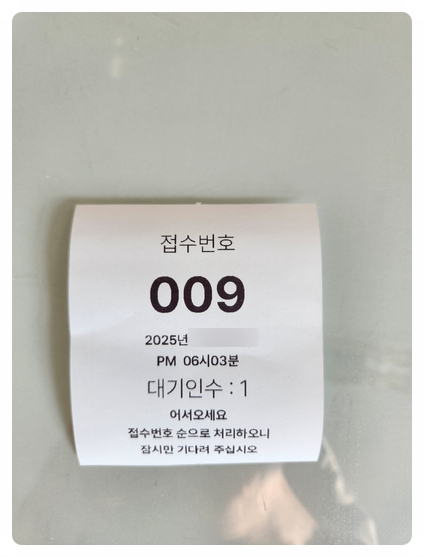 접수번호
009
2025년
PM 06시03분
대기인수 : 1
어서오세요
접수번호 순으로 처리하오니
잠시만 기다려 주십시오